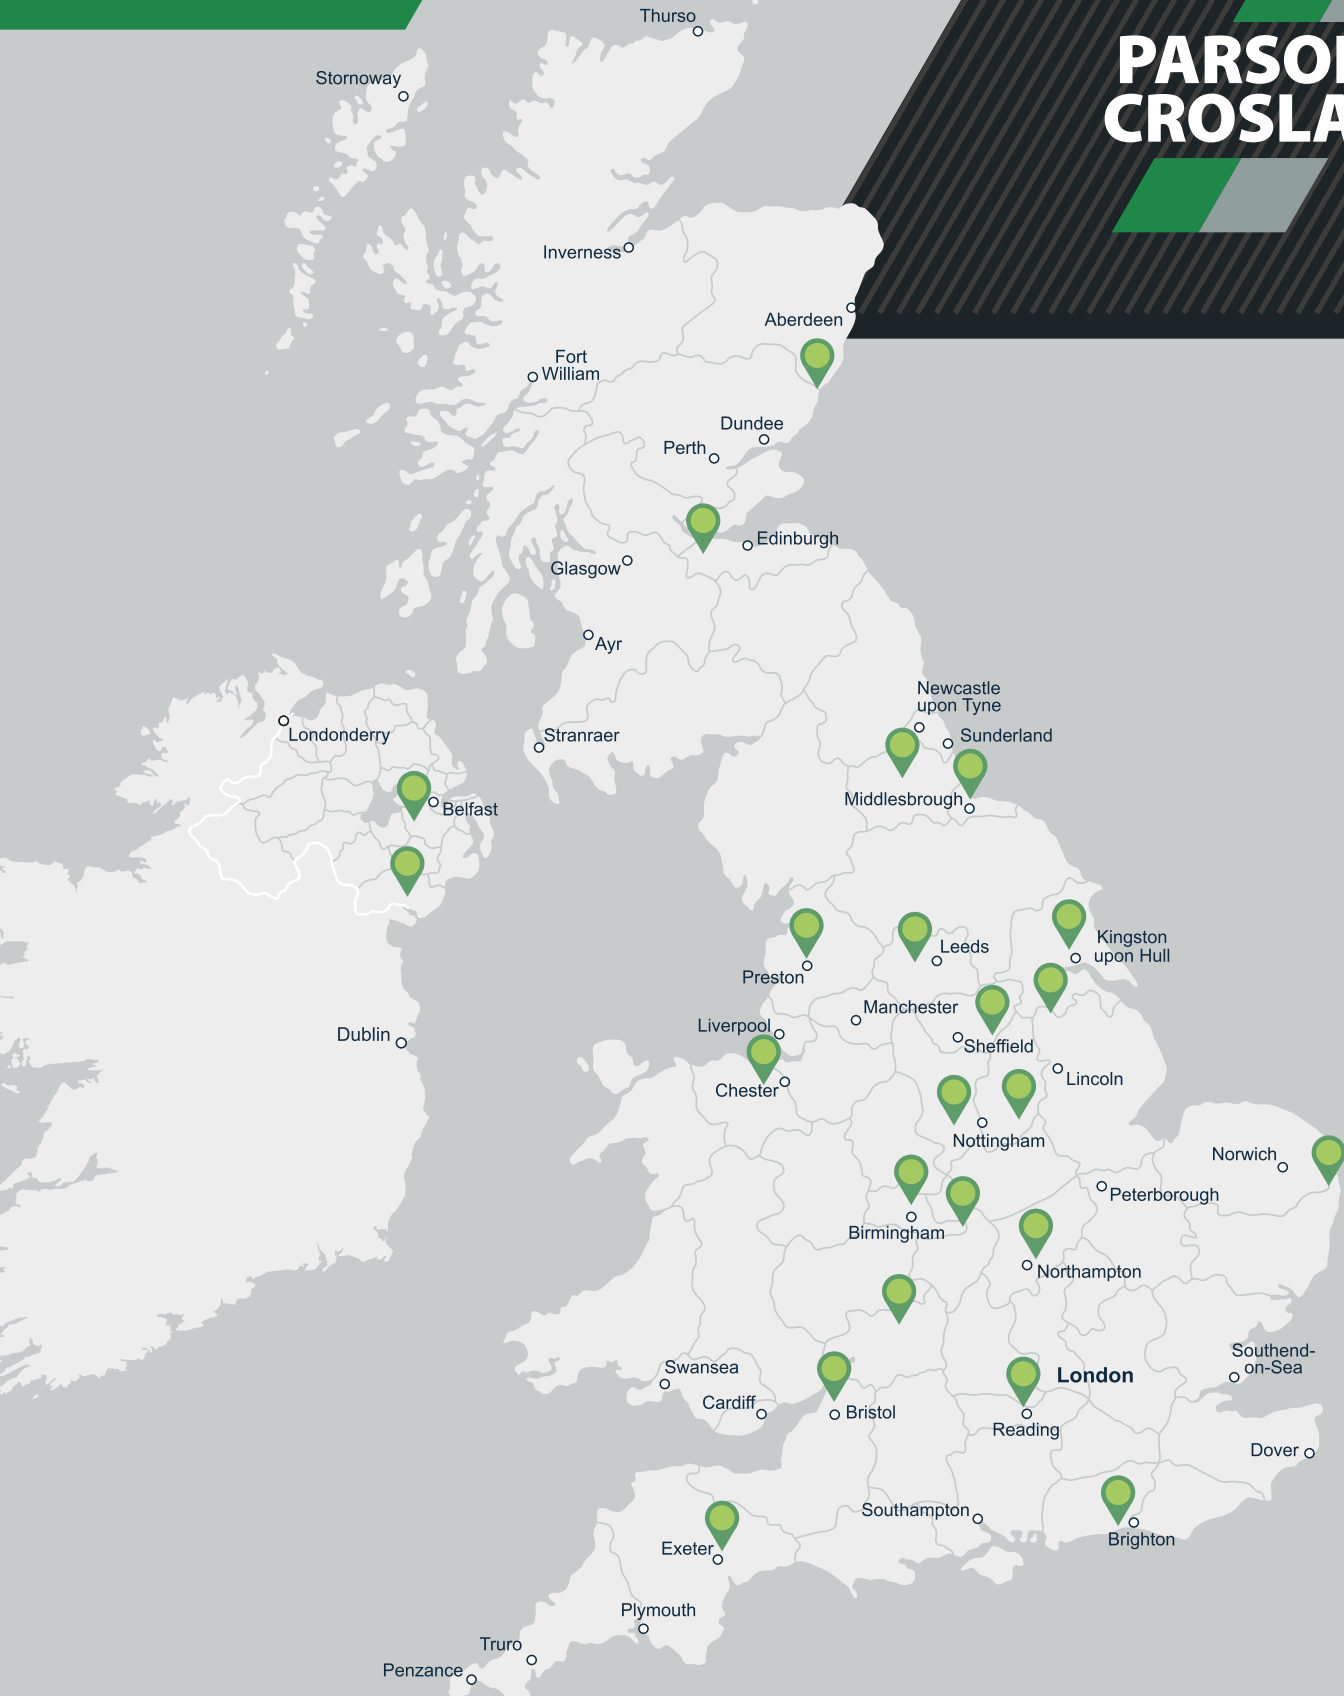 Thurso
PARSO
CROSLA
Stornoway
Inverness
Aberdeen
Fort
William
Dundee
Perth
Edinburgh
Glasgow
Ayr
Newcastle
upon Tyne
Londonderry
Stranraer
Sunderland
Middlesbrough
Belfast
Kingston
upon Hull
Leeds
Preston
Manchester
Liverpool
Dublin
Sheffield
Lincoln
Chester
Nottingham
Norwich
Peterborough
Birmingham
Northampton
Southend-
on-Sea
Swansea
London
Cardiff
Bristol
Reading
Dover
Southampton
Brighton
Exeter
Plymouth
Truro
Penzance